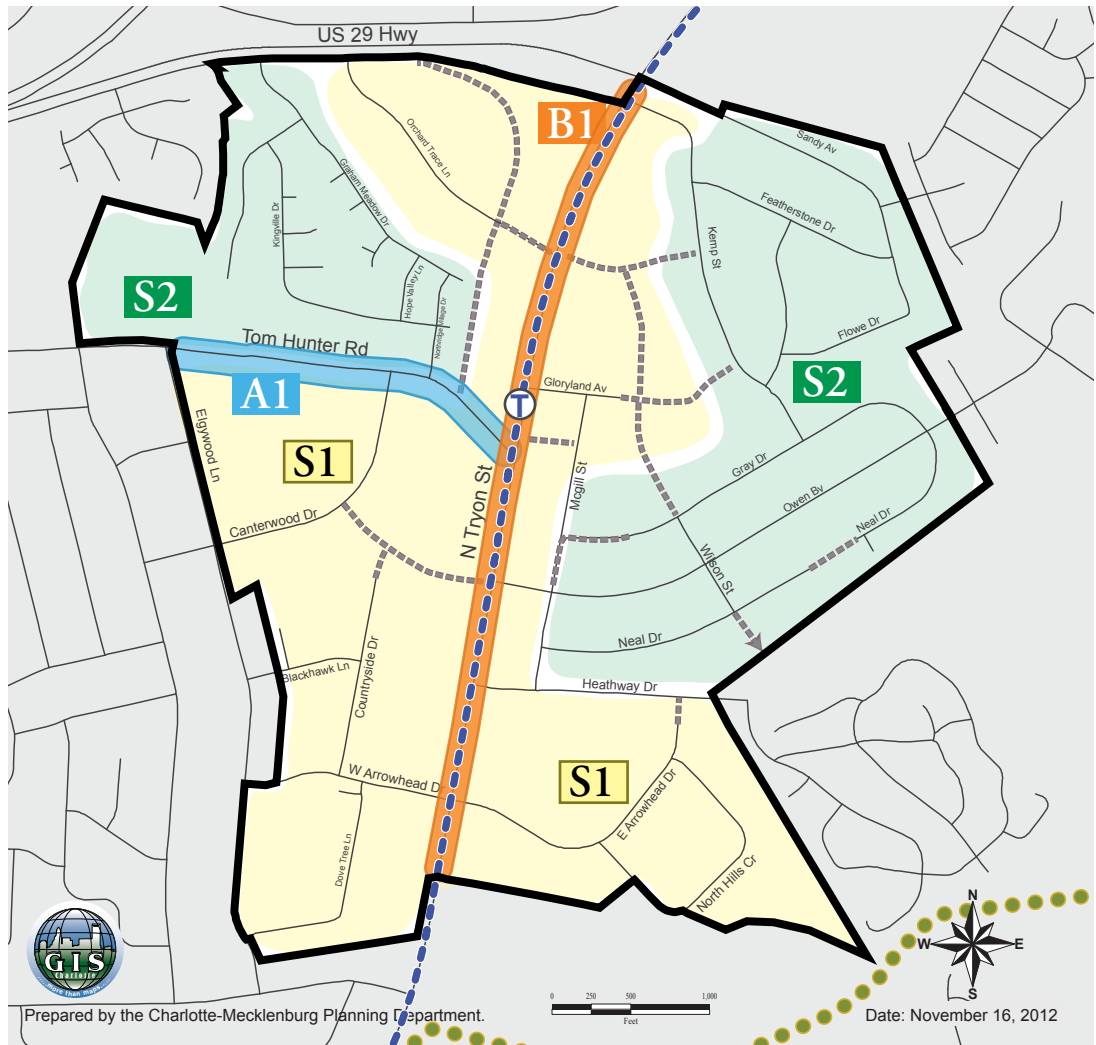 US 29 Hwy
B1
Orchard Trace Ln
Sandy Av
Graham Meadow Dr
Featherstone Dr
Kingville Dr
Kemp St
Hope Valley Ln
S2
Northridge Village Dr
Tom Hunter Rd
Flowe Dr
S2
A1
Gloryland Av
T
Elgywood Ln
S1
Mcgill St
Gray Dr
Owen Bv
N Tryon St
Canterwood Dr
Neal Dr
Wilson St
Neal Dr
Countryside Dr
Blackhawk Ln
Heathway Dr
W Arrowhead Dr
S1
E Arrowhead Dr
Dove Tree Ln
North Hills Cr
N
W
E
S
GIS
Charlotte
...more than maps...
0 250 500 1,000
Feet
Prepared by the Charlotte-Mecklenburg Planning Department.
Date: November 16, 2012